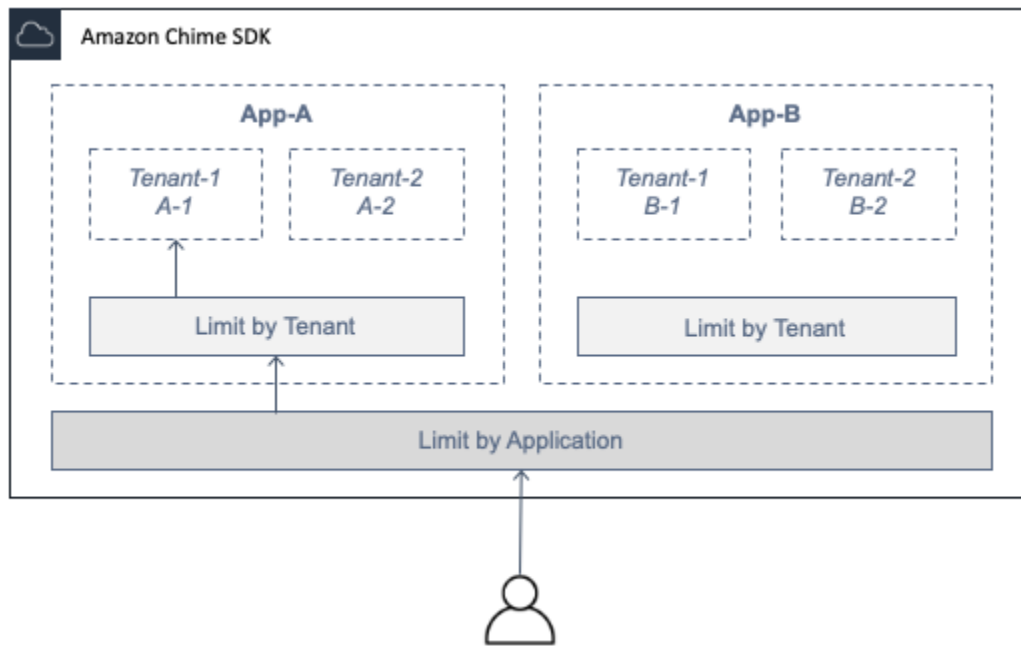 Amazon Chime SDK
App-A
App-B
Tenant-1
A-1
Tenant-2
A-2
Tenant-1
B-1
Tenant-2
B-2
Limit by Tenant
Limit by Tenant
Limit by Application